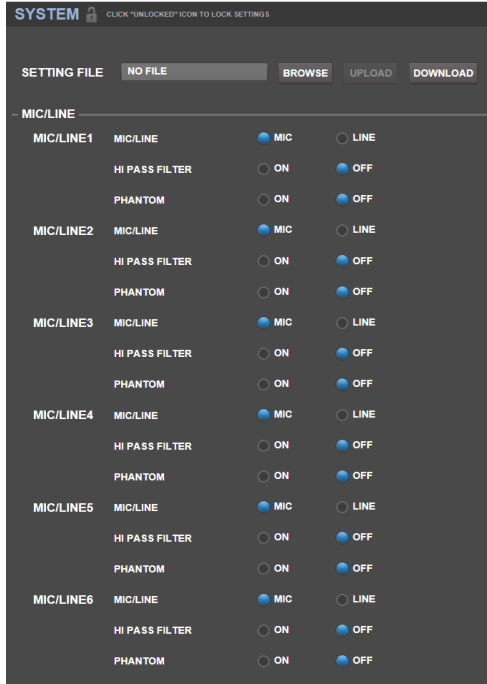 SYSTEM CLICK "UNLOCKED" ICON TO LOCK SETTINGS
SETTING FILE NO FILE BROWSE UPLOAD DOWNLOAD
MIC/LINE
MIC/LINE1 MIC/LINE MIC LINE
HI PASS FILTER ON OFF
PHANTOM ON OFF
MIC/LINE2 MIC/LINE MIC LINE
HI PASS FILTER ON OFF
PHANTOM ON OFF
MIC/LINE3 MIC/LINE MIC LINE
HI PASS FILTER ON OFF
PHANTOM ON OFF
MIC/LINE4 MIC/LINE MIC LINE
HI PASS FILTER ON OFF
PHANTOM ON OFF
MIC/LINE5 MIC/LINE MIC LINE
HI PASS FILTER ON OFF
PHANTOM ON OFF
MIC/LINE6 MIC/LINE MIC LINE
HI PASS FILTER ON OFF
PHANTOM ON OFF